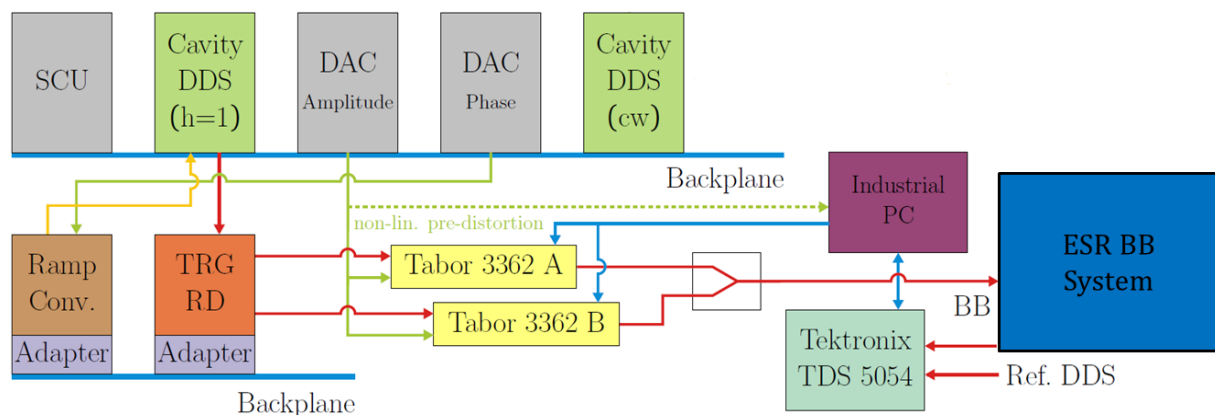 SCU
Cavity
DDS
(h=1)
DAC
Amplitude
DAC
Phase
Cavity
DDS
(cw)
Backplane
Industrial
PC
ESR BB
System
non-lin. pre-distortion
Ramp
Conv.
Adapter
TRG
RD
Adapter
Tabor 3362 A
Tabor 3362 B
BB
Tektronix
TDS 5054
Ref. DDS
Backplane